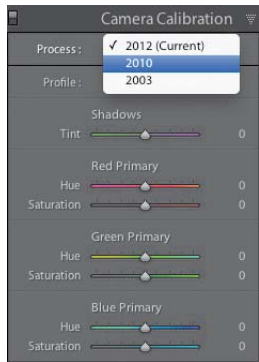 Camera Calibration
Process : ✓ 2012 (Current)
2010
2003
Profile :
Shadows
Tint 0
Red Primary
Hue 0
Saturation 0
Green Primary
Hue 0
Saturation 0
Blue Primary
Hue 0
Saturation 0